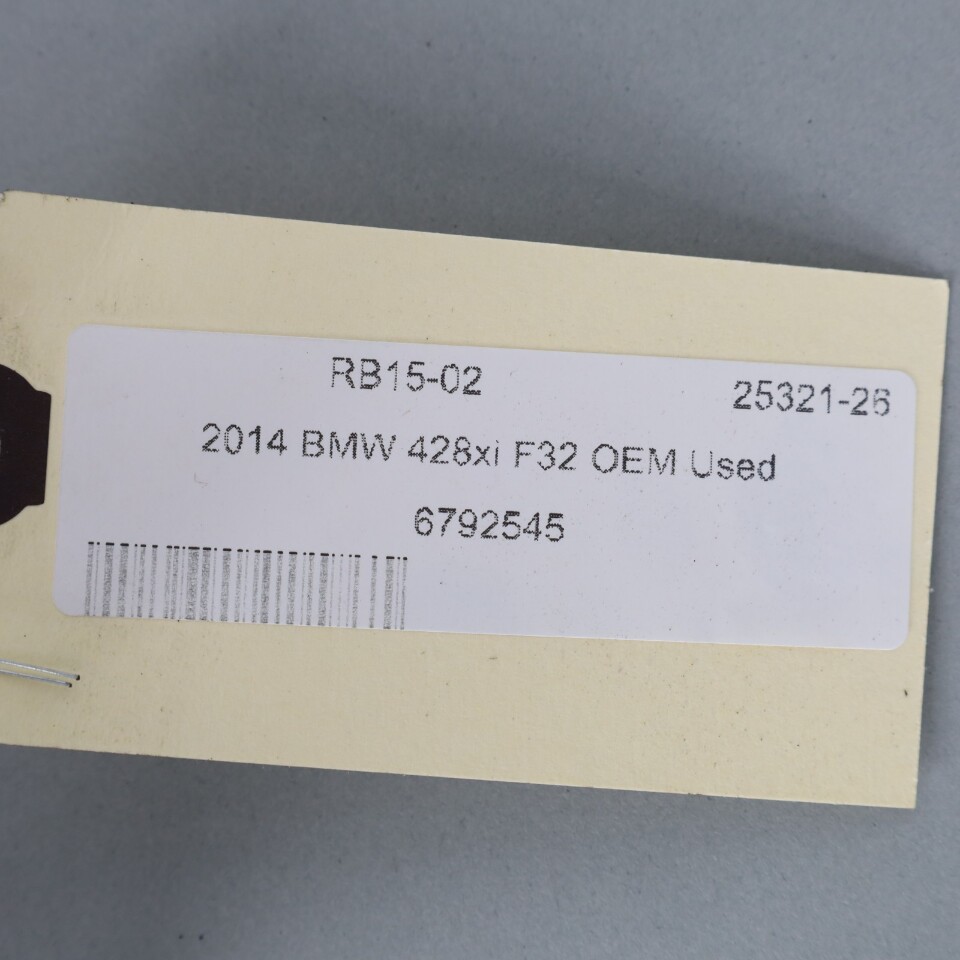 RB15-02 25321-26
2014 BMW 428xi F32 OEM Used
6792545